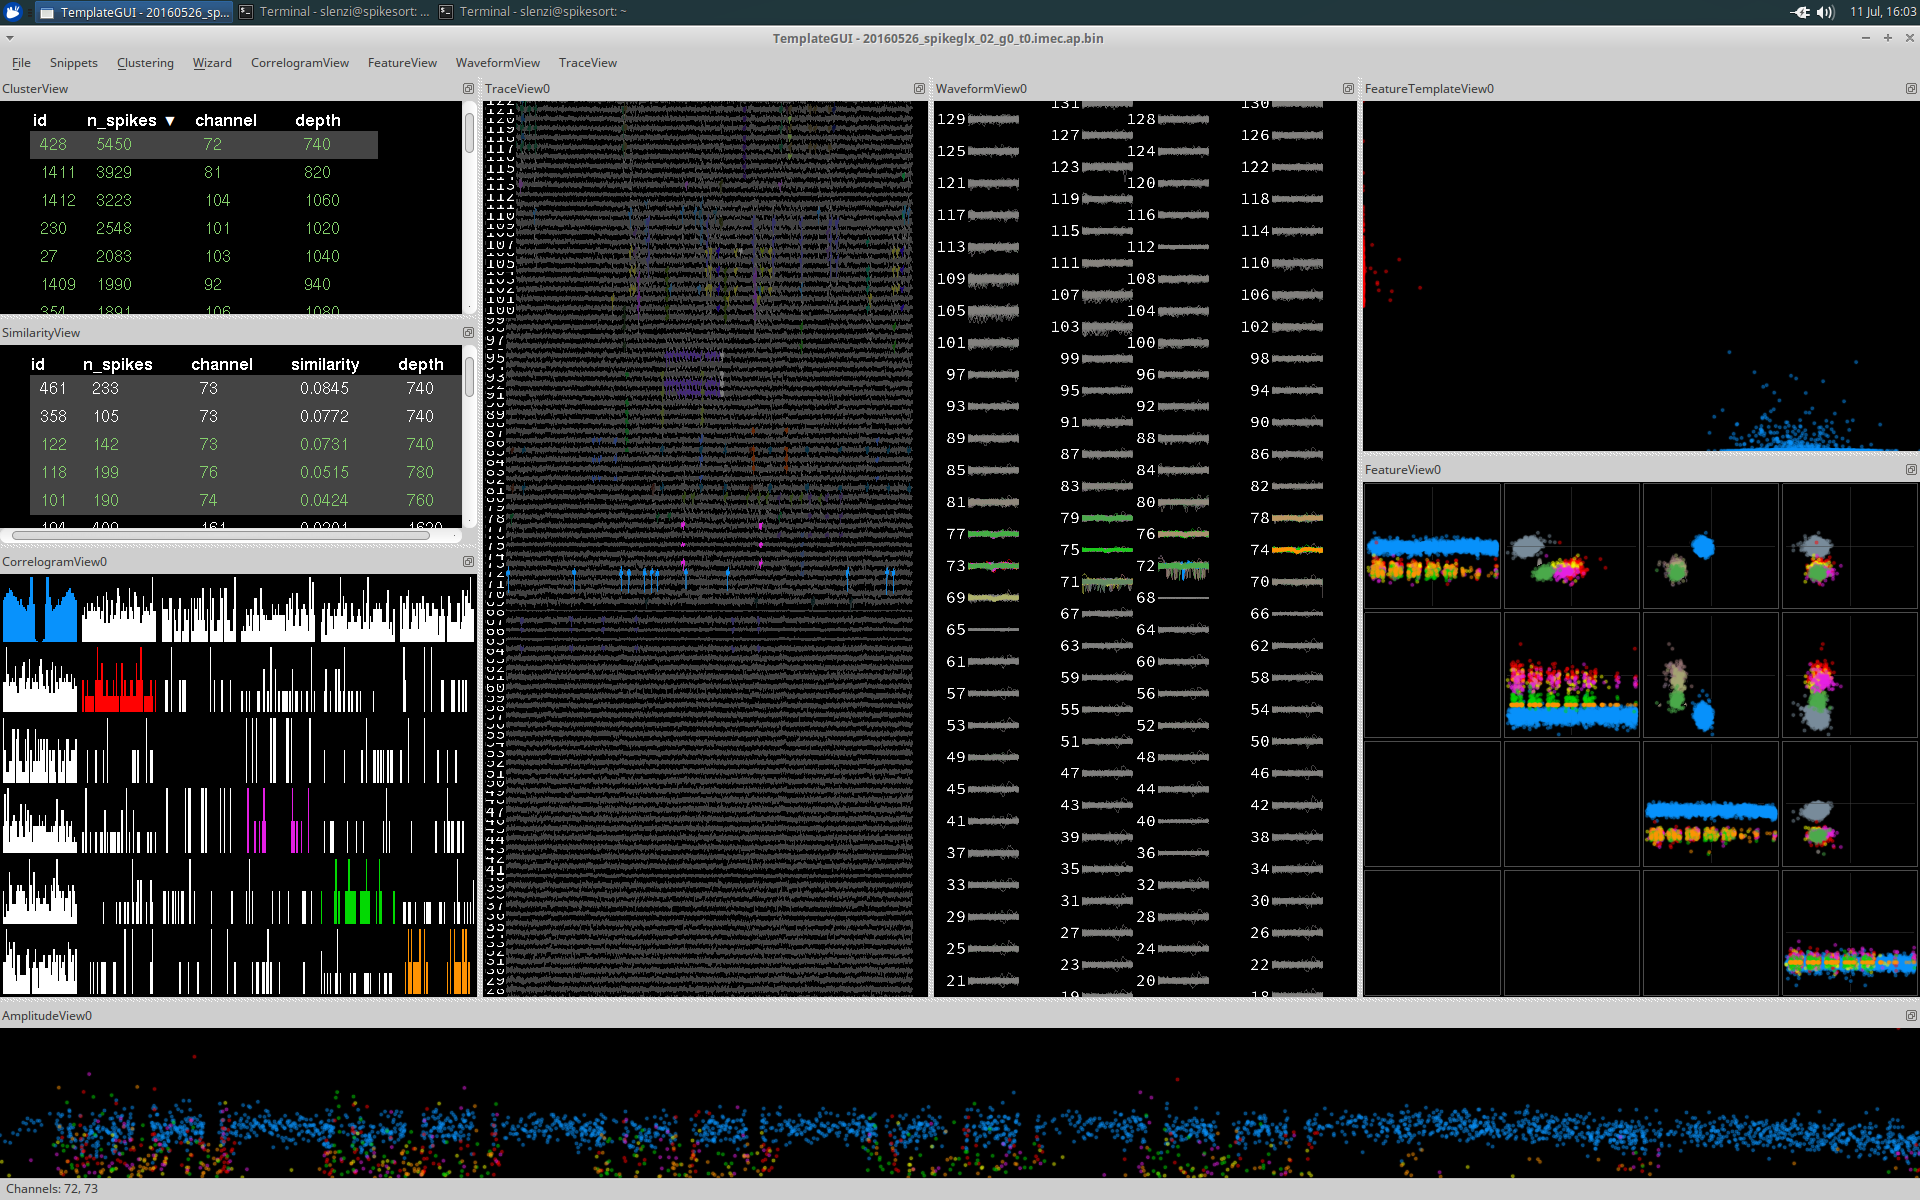 TemplateGUI - 20160526_sp... Terminal - slenzi@spikesort: ... Terminal - slenzi@spikesort: ~ 11 Jul, 16:03
TemplateGUI - 20160526_spikeglx_02_g0_t0.imec.ap.bin
File Snippets Clustering Wizard CorrelogramView FeatureView WaveformView TraceView
ClusterView
id n_spikes ▼ channel depth
428 5450 72 740
1411 3929 81 820
1412 3223 104 1060
230 2548 101 1020
27 2083 103 1040
1409 1990 92 940
354 1891 106 1080
SimilarityView
id n_spikes channel similarity depth
461 233 73 0.0845 740
358 105 73 0.0772 740
122 142 73 0.0731 740
118 199 76 0.0515 780
101 190 74 0.0424 760
CorrelogramView0
TraceView0
WaveformView0
131 130
129 128
127 126
125 124
123 122
121 120
119 118
117 116
115 114
113 112
111 110
109 108
107 106
105 104
103 102
101 100
99 98
97 96
95 94
93 92
91 90
89 88
87 86
85 84
83 82
81 80
79 78
77 76
75 74
73 72
71 70
69 68
67 66
65 64
63 62
61 60
59 58
57 56
55 54
53 52
51 50
49 48
47 46
45 44
43 42
41 40
39 38
37 36
35 34
33 32
31 30
29 28
27 26
25 24
23 22
21 20
19 18
FeatureTemplateView0
FeatureView0
AmplitudeView0
Channels: 72, 73